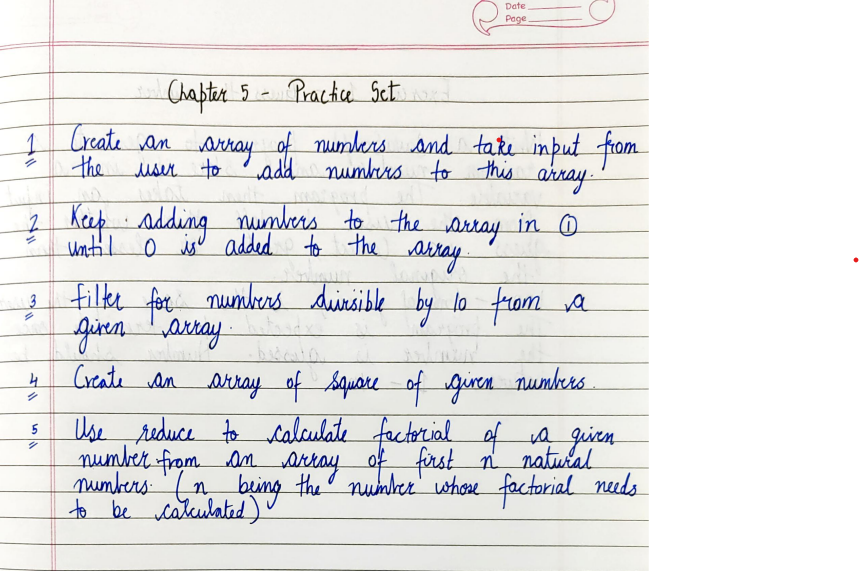 Date
Page
Chapter 5 - Practice Set
1 Create an array of numbers and take input from
the user to add numbers to this array.
2 Keep adding numbers to the array in ①
until 0 is added to the array.
3 Filter for numbers divisible by 10 from a
given array.
4 Create an array of square of given numbers.
5 Use reduce to calculate factorial of a given
number from an array of first n natural
numbers. (n being the number whose factorial needs
to be calculated)